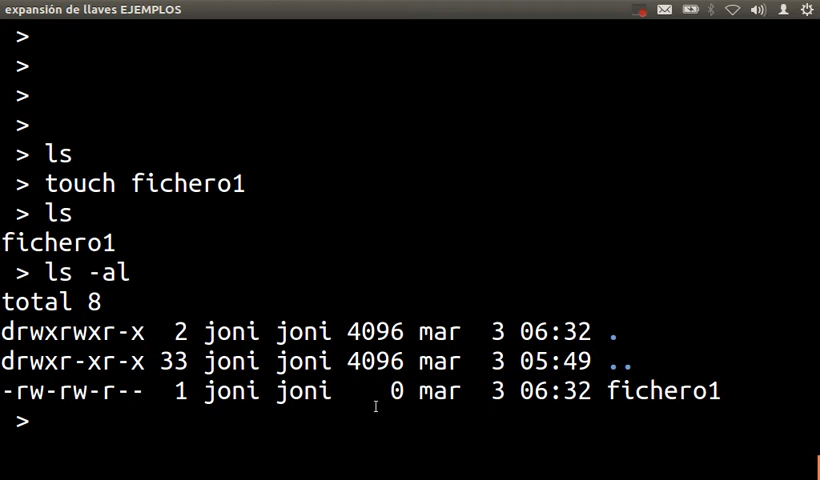 expansión de llaves EJEMPLOS
>
>
>
>
> ls
> touch fichero1
> ls
fichero1
> ls -al
total 8
drwxrwxr-x  2 joni joni 4096 mar  3 06:32 .
drwxr-xr-x 33 joni joni 4096 mar  3 05:49 ..
-rw-rw-r--  1 joni joni    0 mar  3 06:32 fichero1
>